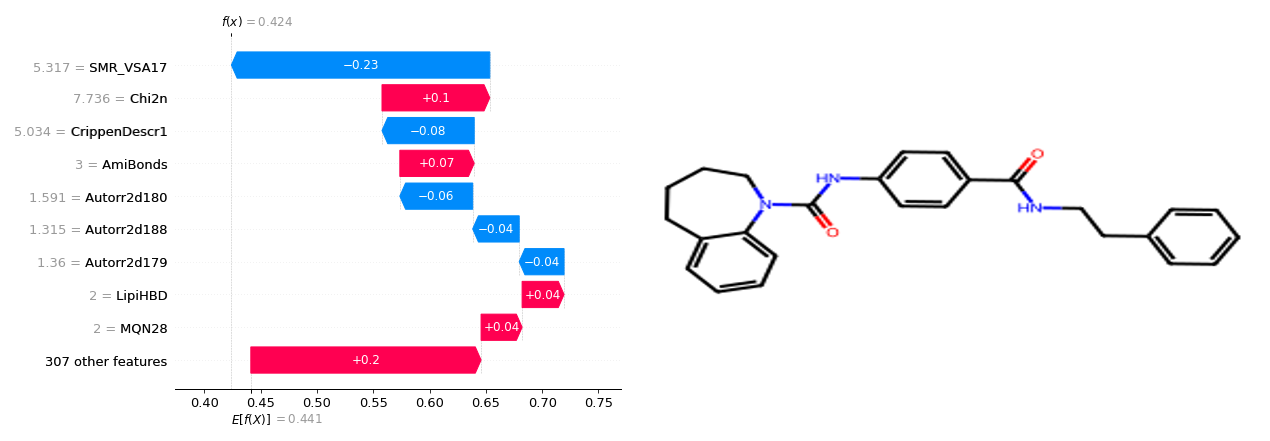 f(x) = 0.424
5.317 = SMR_VSA17
−0.23
7.736 = Chi2n
+0.1
5.034 = CrippenDescr1
−0.08
3 = AmiBonds
+0.07
1.591 = Autorr2d180
−0.06
1.315 = Autorr2d188
−0.04
1.36 = Autorr2d179
−0.04
2 = LipiHBD
+0.04
2 = MQN28
+0.04
307 other features
+0.2
0.40 0.45 0.50 0.55 0.60 0.65 0.70 0.75
E[f(X)] = 0.441
HN
N
O
O
HN